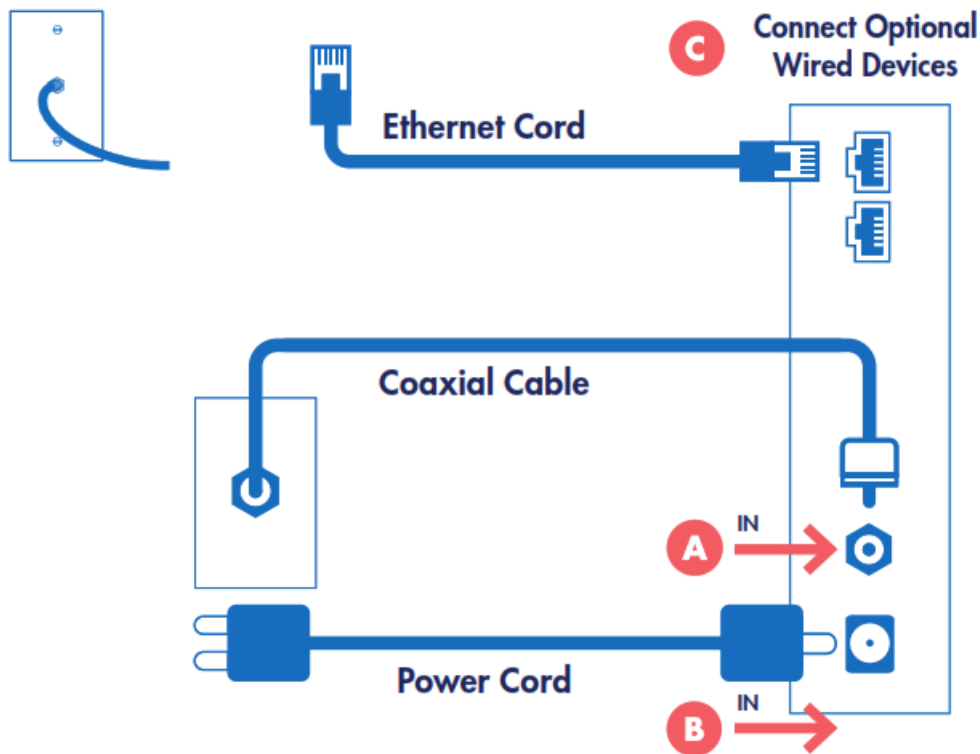 C
Connect Optional
Wired Devices
Ethernet Cord
Coaxial Cable
A
IN
Power Cord
B
IN